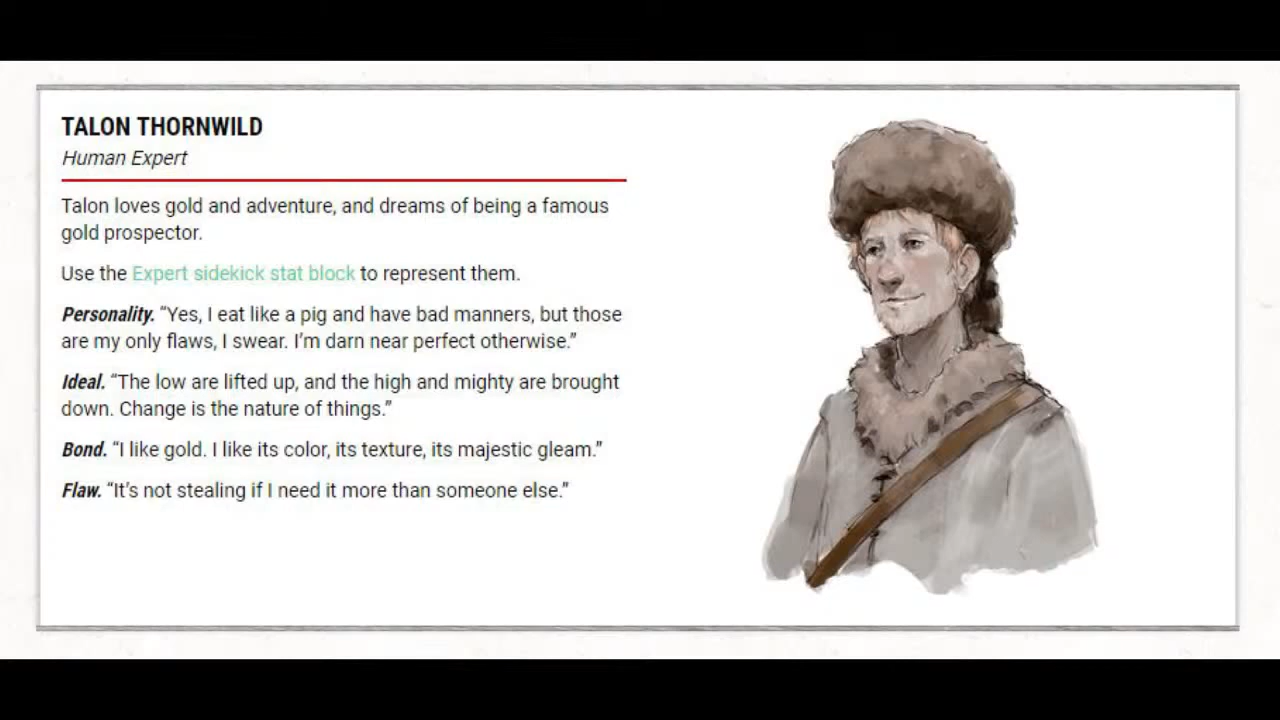 TALON THORNWILD
Human Expert
Talon loves gold and adventure, and dreams of being a famous
gold prospector.
Use the Expert sidekick stat block to represent them.
Personality. “Yes, I eat like a pig and have bad manners, but those
are my only flaws, I swear. I’m darn near perfect otherwise.”
Ideal. “The low are lifted up, and the high and mighty are brought
down. Change is the nature of things.”
Bond. “I like gold. I like its color, its texture, its majestic gleam.”
Flaw. “It’s not stealing if I need it more than someone else.”